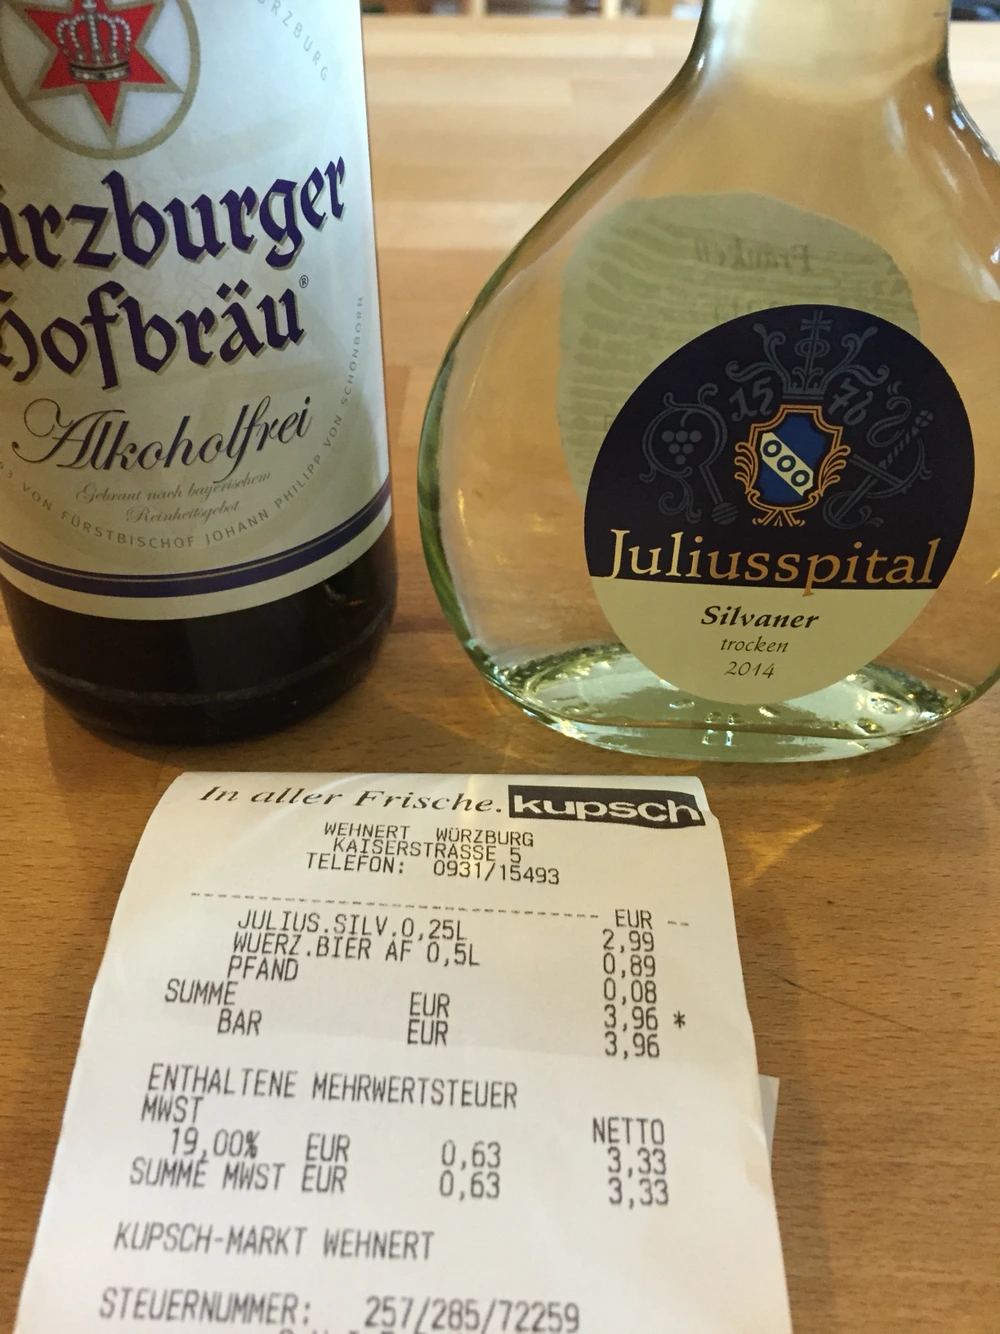 WÜRZBURG
ürzburger
Hofbräu®
Alkoholfrei
Gebraut nach bayerischem
Reinheitsgebot
VON FÜRSTBISCHOF JOHANN PHILIPP VON SCHÖNBORN
Franken
1576
Juliusspital
Silvaner
trocken
2014
In aller Frische. kupsch
WEHNERT WÜRZBURG
KAISERSTRASSE 5
TELEFON: 0931/15493
EUR
JULIUS.SILV.0,25L 2,99
WUERZ.BIER AF 0,5L 0,89
PFAND 0,08
SUMME EUR 3,96 *
BAR EUR 3,96
ENTHALTENE MEHRWERTSTEUER
MWST NETTO
19,00% EUR 0,63 3,33
SUMME MWST EUR 0,63 3,33
KUPSCH-MARKT WEHNERT
STEUERNUMMER: 257/285/72259